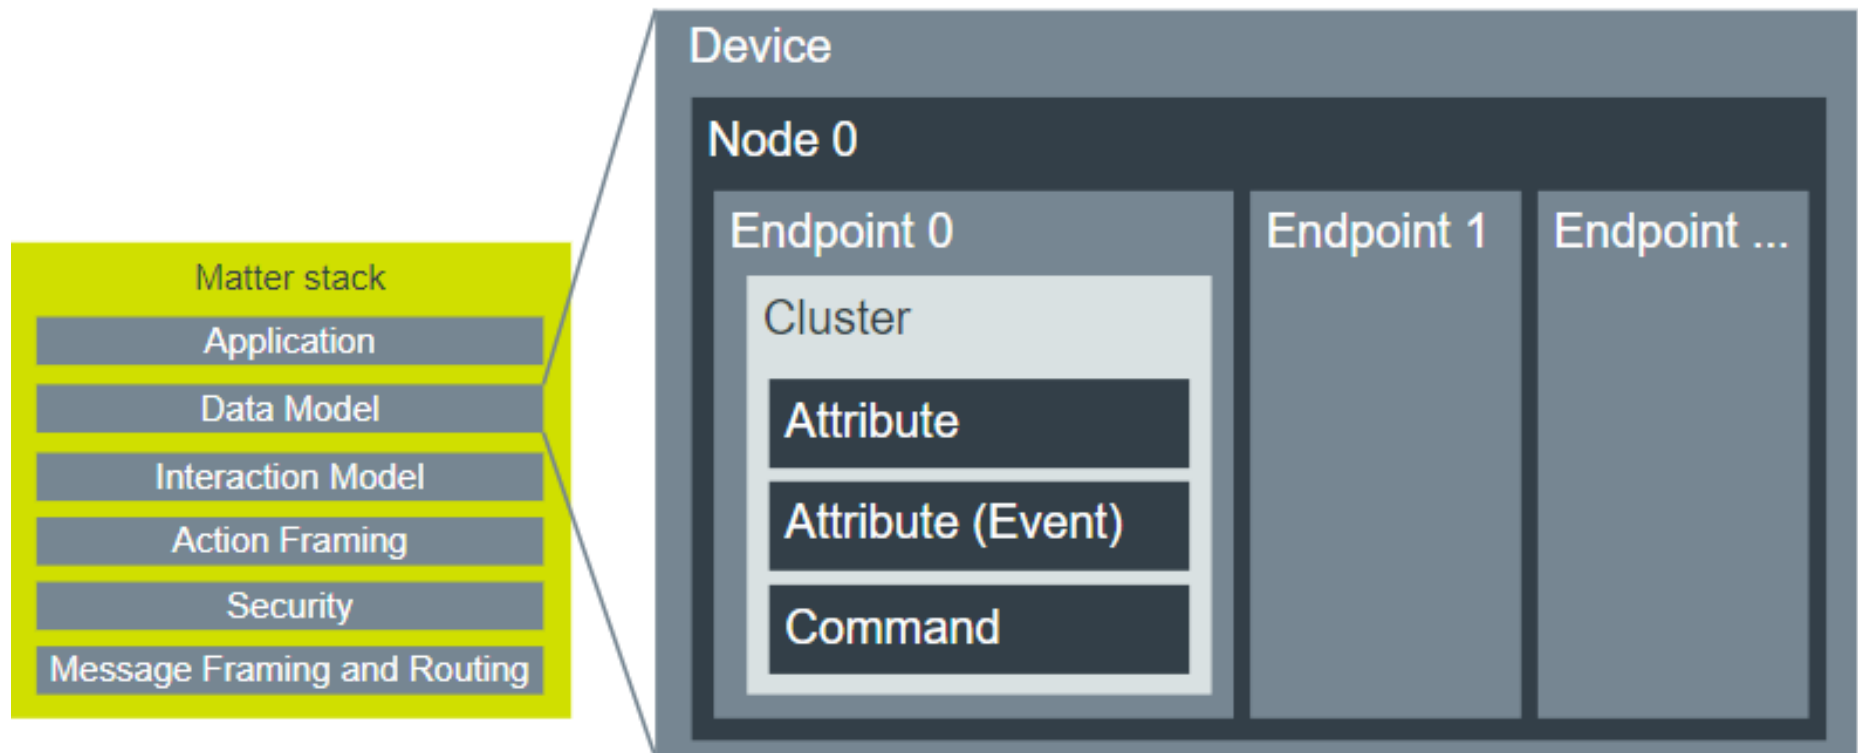 Matter stack
Application
Data Model
Interaction Model
Action Framing
Security
Message Framing and Routing
Device
Node 0
Endpoint 0
Cluster
Attribute
Attribute (Event)
Command
Endpoint 1
Endpoint ...